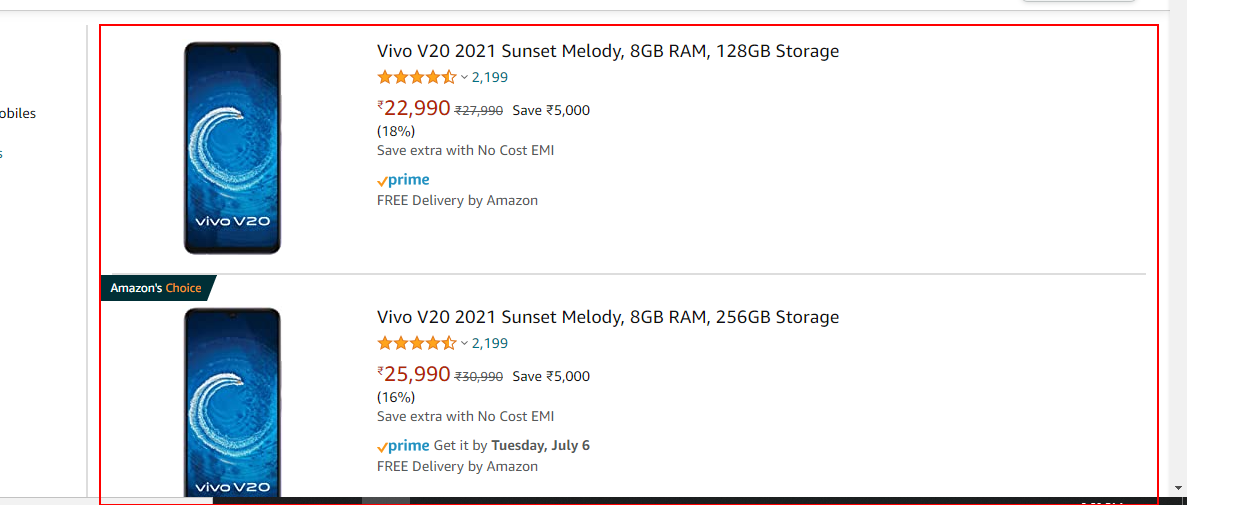 obiles
s
Vivo V20 2021 Sunset Melody, 8GB RAM, 128GB Storage
2,199
₹22,990 ₹27,990 Save ₹5,000
(18%)
Save extra with No Cost EMI
prime
FREE Delivery by Amazon
vivo V20
Amazon's Choice
Vivo V20 2021 Sunset Melody, 8GB RAM, 256GB Storage
2,199
₹25,990 ₹30,990 Save ₹5,000
(16%)
Save extra with No Cost EMI
prime Get it by Tuesday, July 6
FREE Delivery by Amazon
vivo V20